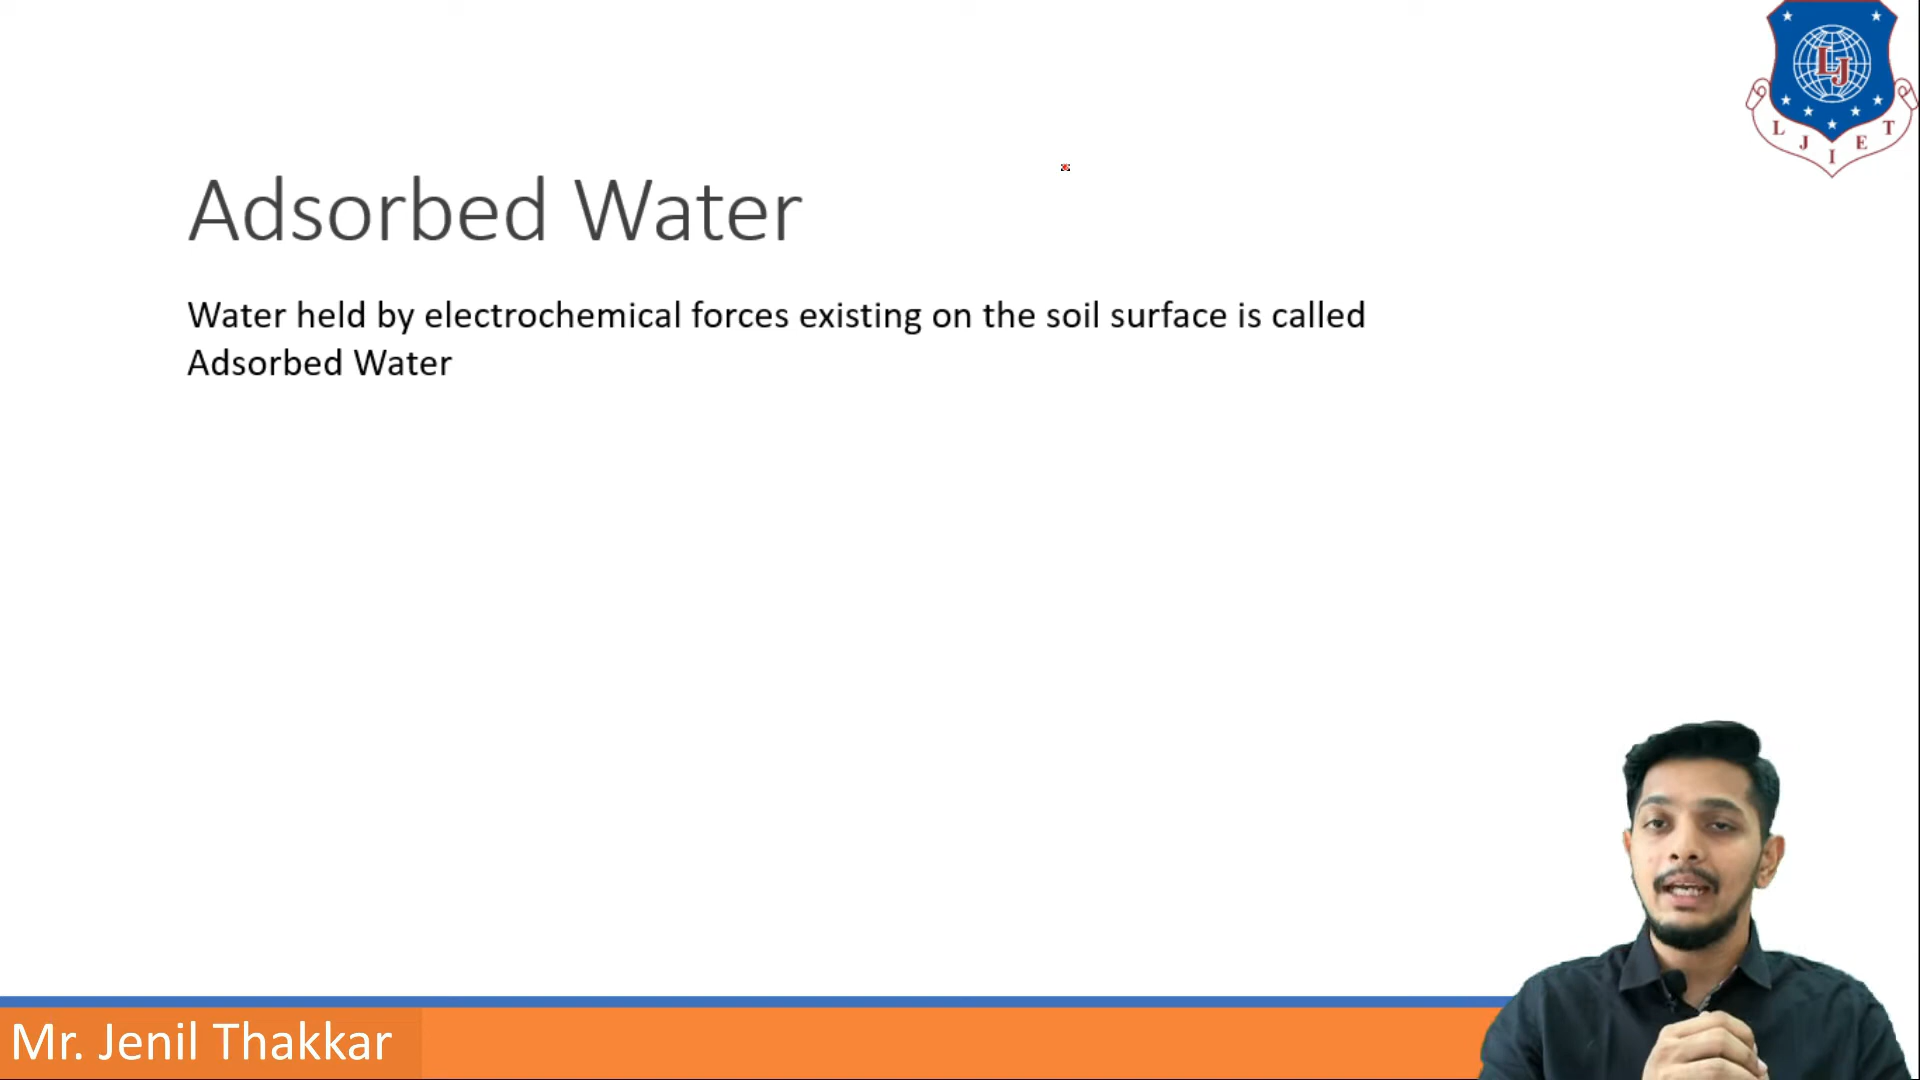 LJ
L J I E T
Adsorbed Water
Water held by electrochemical forces existing on the soil surface is called
Adsorbed Water
Mr. Jenil Thakkar